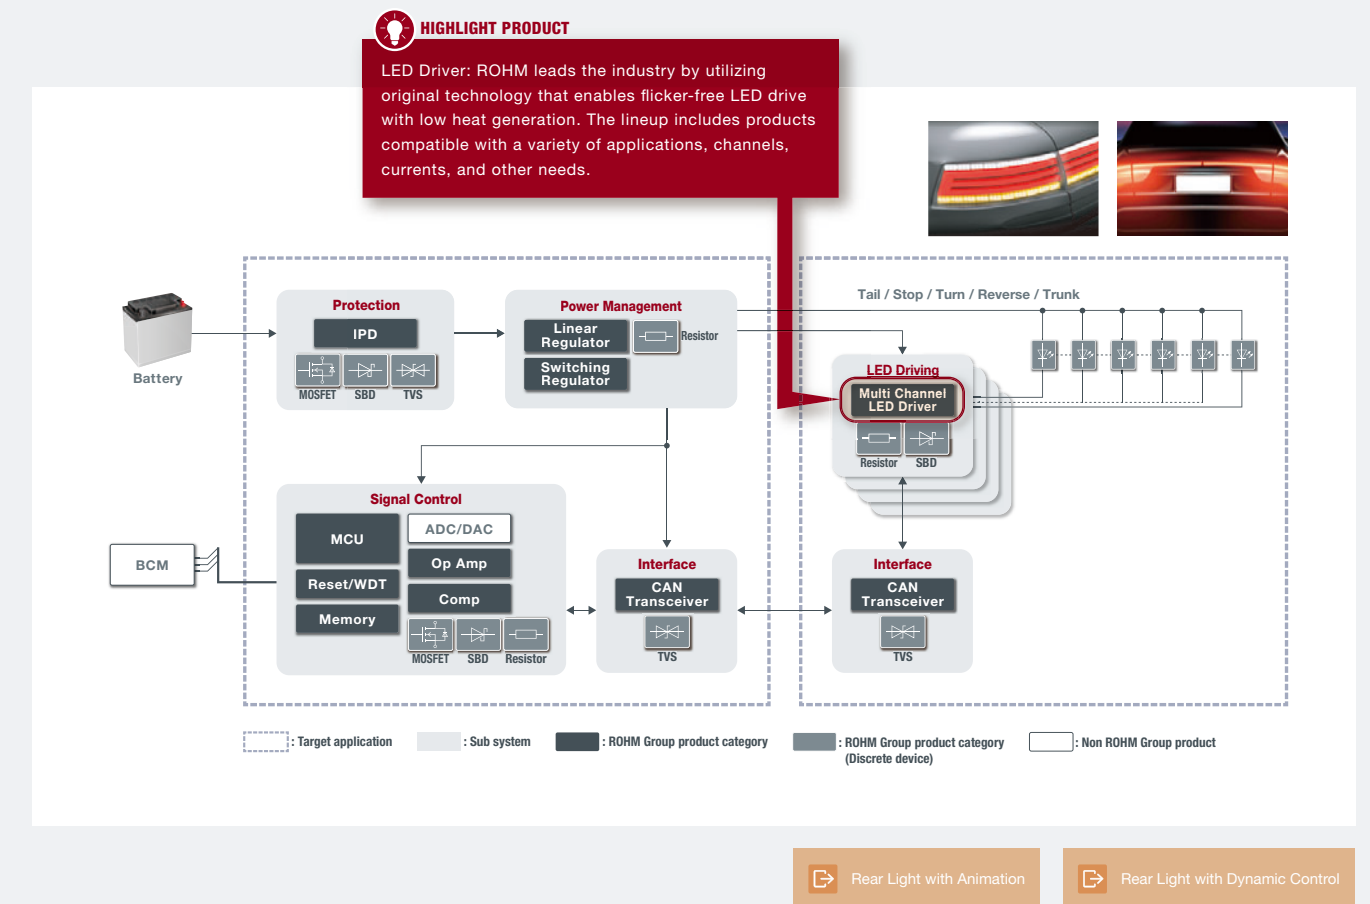 HIGHLIGHT PRODUCT
LED Driver: ROHM leads the industry by utilizing
original technology that enables flicker-free LED drive
with low heat generation. The lineup includes products
compatible with a variety of applications, channels,
currents, and other needs.
Battery
Protection
IPD
MOSFET
SBD
TVS
Power Management
Linear
Regulator
Resistor
Switching
Regulator
Tail / Stop / Turn / Reverse / Trunk
LED Driving
Multi Channel
LED Driver
Resistor
SBD
BCM
Signal Control
MCU
ADC/DAC
Op Amp
Reset/WDT
Comp
Memory
MOSFET
SBD
Resistor
Interface
CAN
Transceiver
TVS
Interface
CAN
Transceiver
TVS
: Target application
: Sub system
: ROHM Group product category
: ROHM Group product category
(Discrete device)
: Non ROHM Group product
Rear Light with Animation
Rear Light with Dynamic Control